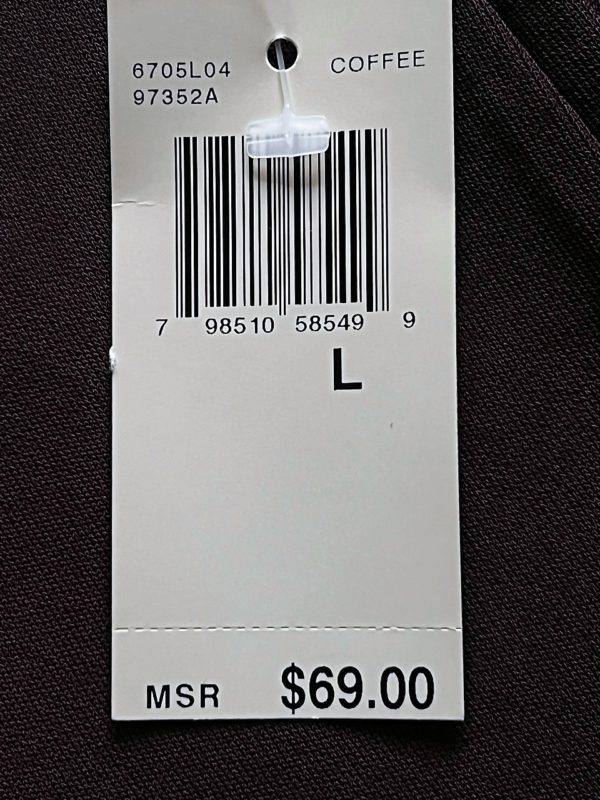 6705L04 COFFEE
97352A
7 98510 58549 9
L
MSR $69.00